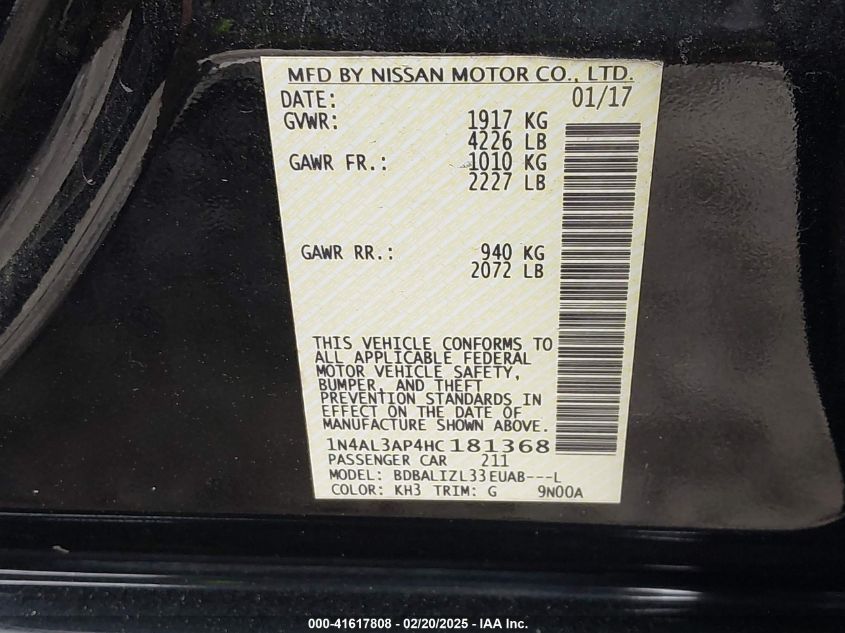 MFD BY NISSAN MOTOR CO., LTD.
DATE: 01/17
GVWR: 1917 KG
4226 LB
GAWR FR.: 1010 KG
2227 LB
GAWR RR.: 940 KG
2072 LB
THIS VEHICLE CONFORMS TO
ALL APPLICABLE FEDERAL
MOTOR VEHICLE SAFETY,
BUMPER, AND THEFT
PREVENTION STANDARDS IN
EFFECT ON THE DATE OF
MANUFACTURE SHOWN ABOVE.
1N4AL3AP4HC181368
PASSENGER CAR 211
MODEL: BDBALIZL33EUAB---L
COLOR: KH3 TRIM: G 9N00A
000-41617808 - 02/20/2025 - IAA Inc.